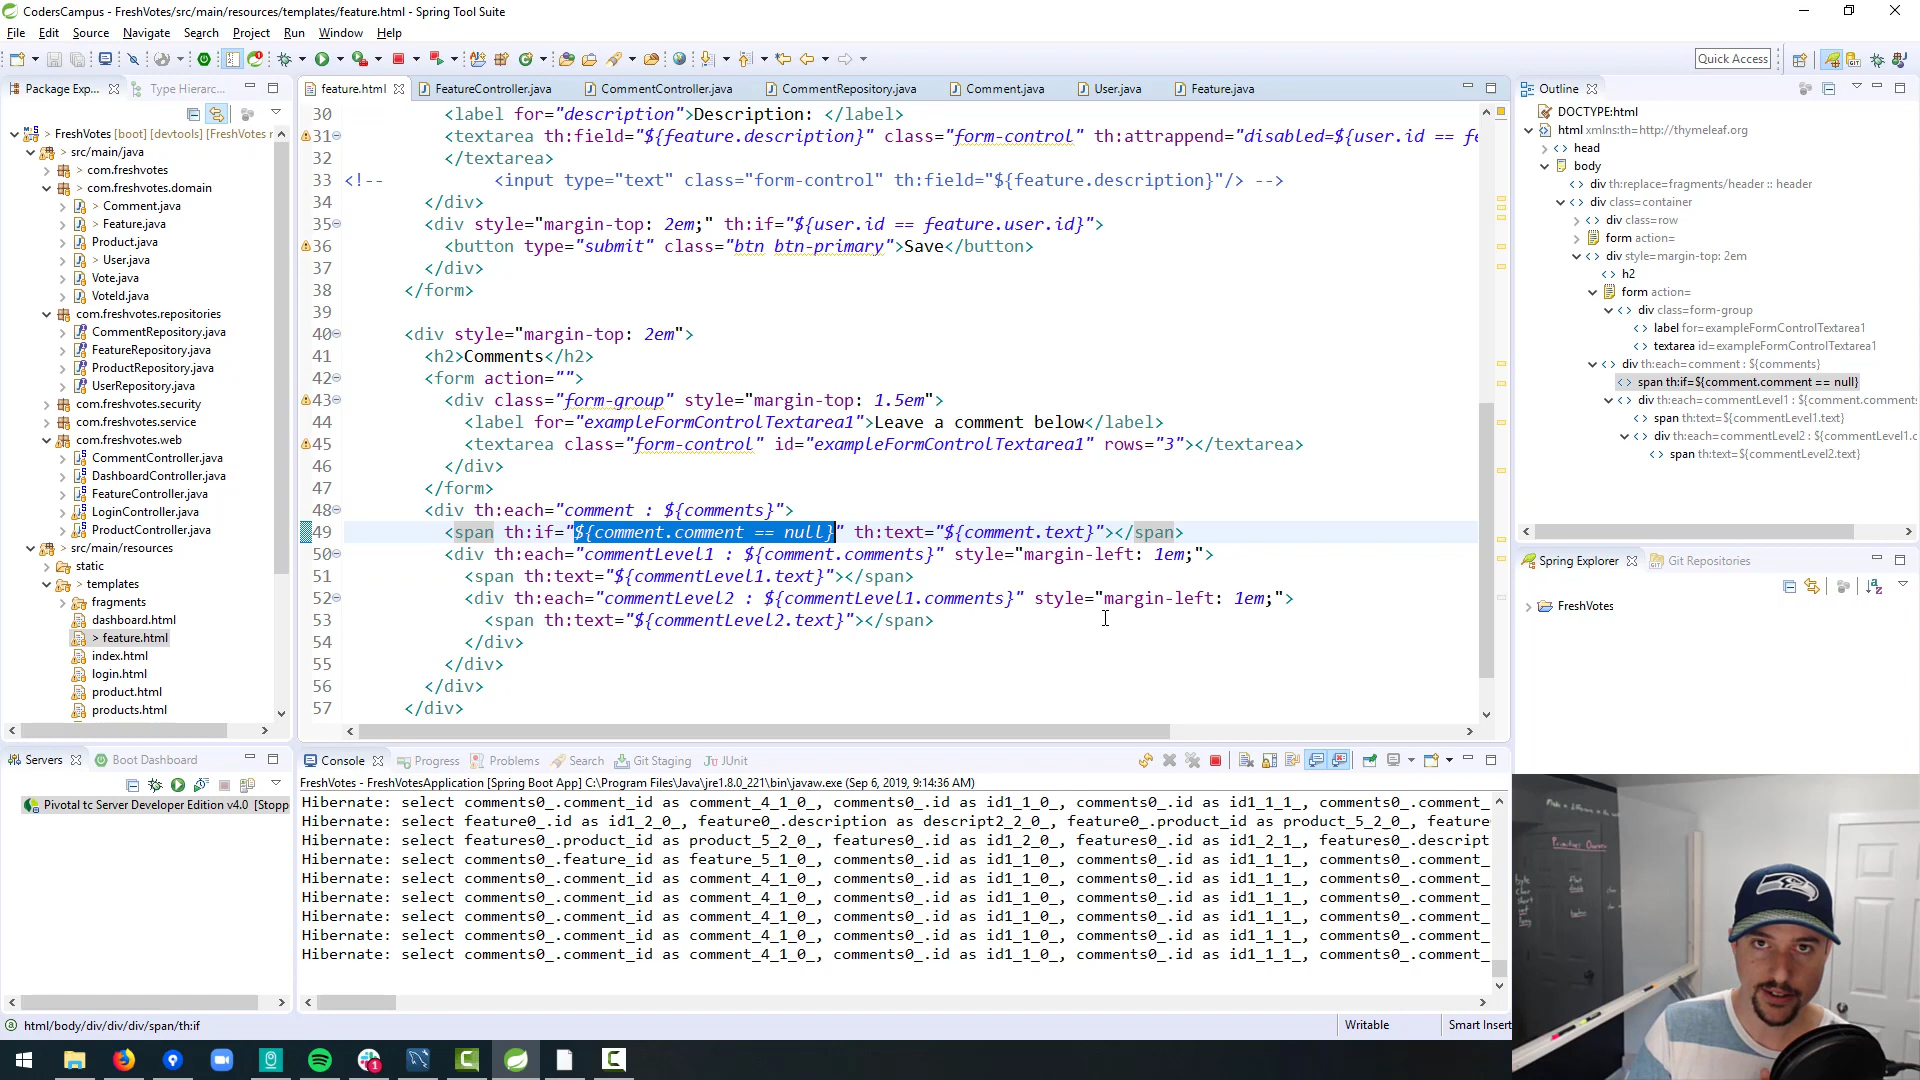 CodersCampus - FreshVotes/src/main/resources/templates/feature.html - Spring Tool Suite
File Edit Source Navigate Search Project Run Window Help
Quick Access
Package Exp...
Type Hierarc...
feature.html
FeatureController.java
CommentController.java
CommentRepository.java
Comment.java
User.java
Feature.java
Outline
FreshVotes [boot] [devtools] [FreshVotes r
src/main/java
com.freshvotes
com.freshvotes.domain
Comment.java
Feature.java
Product.java
User.java
Vote.java
VoteId.java
com.freshvotes.repositories
CommentRepository.java
FeatureRepository.java
ProductRepository.java
UserRepository.java
com.freshvotes.security
com.freshvotes.service
com.freshvotes.web
CommentController.java
DashboardController.java
FeatureController.java
LoginController.java
ProductController.java
src/main/resources
static
templates
fragments
dashboard.html
> feature.html
index.html
login.html
product.html
products.html
30 <label for="description">Description: </label>
31 <textarea th:field="${feature.description}" class="form-control" th:attrappend="disabled=${user.id == fe
32 </textarea>
33 <!-- <input type="text" class="form-control" th:field="${feature.description}"/> -->
34 </div>
35 <div style="margin-top: 2em;" th:if="${user.id == feature.user.id}">
36 <button type="submit" class="btn btn-primary">Save</button>
37 </div>
38 </form>
39
40 <div style="margin-top: 2em">
41 <h2>Comments</h2>
42 <form action="">
43 <div class="form-group" style="margin-top: 1.5em">
44 <label for="exampleFormControlTextarea1">Leave a comment below</label>
45 <textarea class="form-control" id="exampleFormControlTextarea1" rows="3"></textarea>
46 </div>
47 </form>
48 <div th:each="comment : ${comments}">
49 <span th:if="${comment.comment == null}" th:text="${comment.text}"></span>
50 <div th:each="commentLevel1 : ${comment.comments}" style="margin-left: 1em;">
51 <span th:text="${commentLevel1.text}"></span>
52 <div th:each="commentLevel2 : ${commentLevel1.comments}" style="margin-left: 1em;">
53 <span th:text="${commentLevel2.text}"></span>
54 </div>
55 </div>
56 </div>
57 </div>
DOCTYPE:html
html xmlns:th=http://thymeleaf.org
head
body
div th:replace=fragments/header :: header
div class=container
div class=row
form action=
div style=margin-top: 2em
h2
form action=
div class=form-group
label for=exampleFormControlTextarea1
textarea id=exampleFormControlTextarea1
div th:each=comment : ${comments}
span th:if=${comment.comment == null}
div th:each=commentLevel1 : ${comment.comments
span th:text=${commentLevel1.text}
div th:each=commentLevel2 : ${commentLevel1.c
span th:text=${commentLevel2.text}
Spring Explorer
Git Repositories
FreshVotes
Servers
Boot Dashboard
Pivotal tc Server Developer Edition v4.0 [Stopp
Console Progress Problems Search Git Staging JUnit
FreshVotes - FreshVotesApplication [Spring Boot App] C:\Program Files\Java\jre1.8.0_221\bin\javaw.exe (Sep 6, 2019, 9:14:36 AM)
Hibernate: select comments0_.comment_id as comment_4_1_0_, comments0_.id as id1_1_0_, comments0_.id as id1_1_1_, comments0_.comment_
Hibernate: select feature0_.id as id1_2_0_, feature0_.description as descript2_2_0_, feature0_.product_id as product_5_2_0_, feature
Hibernate: select features0_.product_id as product_5_2_0_, features0_.id as id1_2_0_, features0_.id as id1_2_1_, features0_.descript
Hibernate: select comments0_.feature_id as feature_5_1_0_, comments0_.id as id1_1_0_, comments0_.id as id1_1_1_, comments0_.comment_
Hibernate: select comments0_.comment_id as comment_4_1_0_, comments0_.id as id1_1_0_, comments0_.id as id1_1_1_, comments0_.comment_
Hibernate: select comments0_.comment_id as comment_4_1_0_, comments0_.id as id1_1_0_, comments0_.id as id1_1_1_, comments0_.comment_
Hibernate: select comments0_.comment_id as comment_4_1_0_, comments0_.id as id1_1_0_, comments0_.id as id1_1_1_, comments0_.comment_
Hibernate: select comments0_.comment_id as comment_4_1_0_, comments0_.id as id1_1_0_, comments0_.id as id1_1_1_, comments0_.comment_
Hibernate: select comments0_.comment_id as comment_4_1_0_, comments0_.id as id1_1_0_, comments0_.id as id1_1_1_, comments0_.comment_
html/body/div/div/div/span/th:if
Writable
Smart Insert